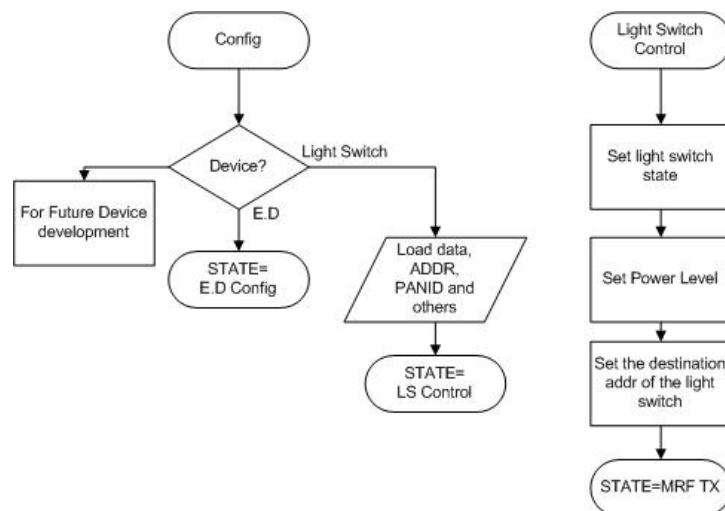 Config
Device?
Light Switch
E.D
For Future Device
development
STATE=
E.D Config
Load data,
ADDR,
PANID and
others
STATE=
LS Control
Light Switch
Control
Set light switch
state
Set Power Level
Set the destination
addr of the light
switch
STATE=MRF TX